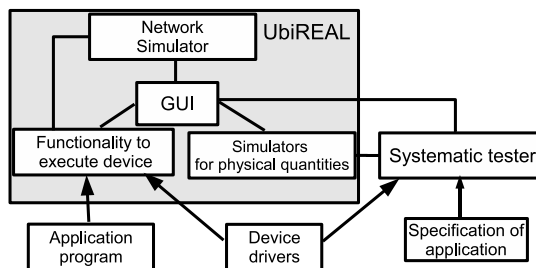 Network
Simulator
UbiREAL
GUI
Functionality to
execute device
Simulators
for physical quantities
Systematic tester
Application
program
Device
drivers
Specification of
application